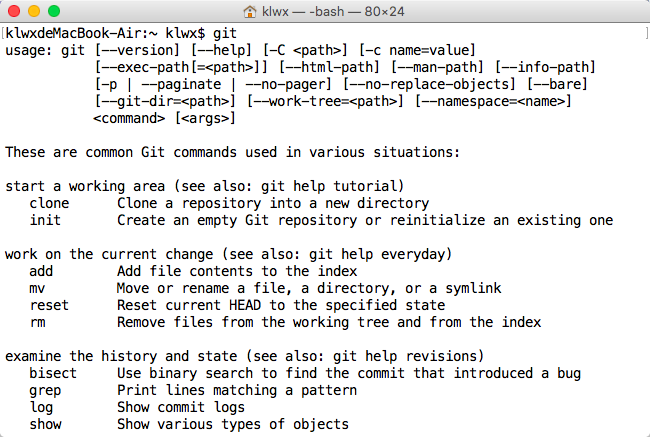 klwx — -bash — 80×24
[klwxdeMacBook-Air:~ klwx$ git ]
usage: git [--version] [--help] [-C <path>] [-c name=value]
           [--exec-path[=<path>]] [--html-path] [--man-path] [--info-path]
           [-p | --paginate | --no-pager] [--no-replace-objects] [--bare]
           [--git-dir=<path>] [--work-tree=<path>] [--namespace=<name>]
           <command> [<args>]

These are common Git commands used in various situations:

start a working area (see also: git help tutorial)
   clone      Clone a repository into a new directory
   init       Create an empty Git repository or reinitialize an existing one

work on the current change (see also: git help everyday)
   add        Add file contents to the index
   mv         Move or rename a file, a directory, or a symlink
   reset      Reset current HEAD to the specified state
   rm         Remove files from the working tree and from the index

examine the history and state (see also: git help revisions)
   bisect     Use binary search to find the commit that introduced a bug
   grep       Print lines matching a pattern
   log        Show commit logs
   show       Show various types of objects